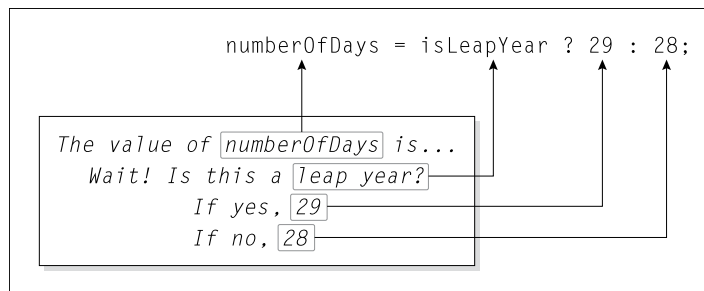 numberOfDays = isLeapYear ? 29 : 28;
The value of numberOfDays is...
Wait! Is this a leap year?
If yes, 29
If no, 28